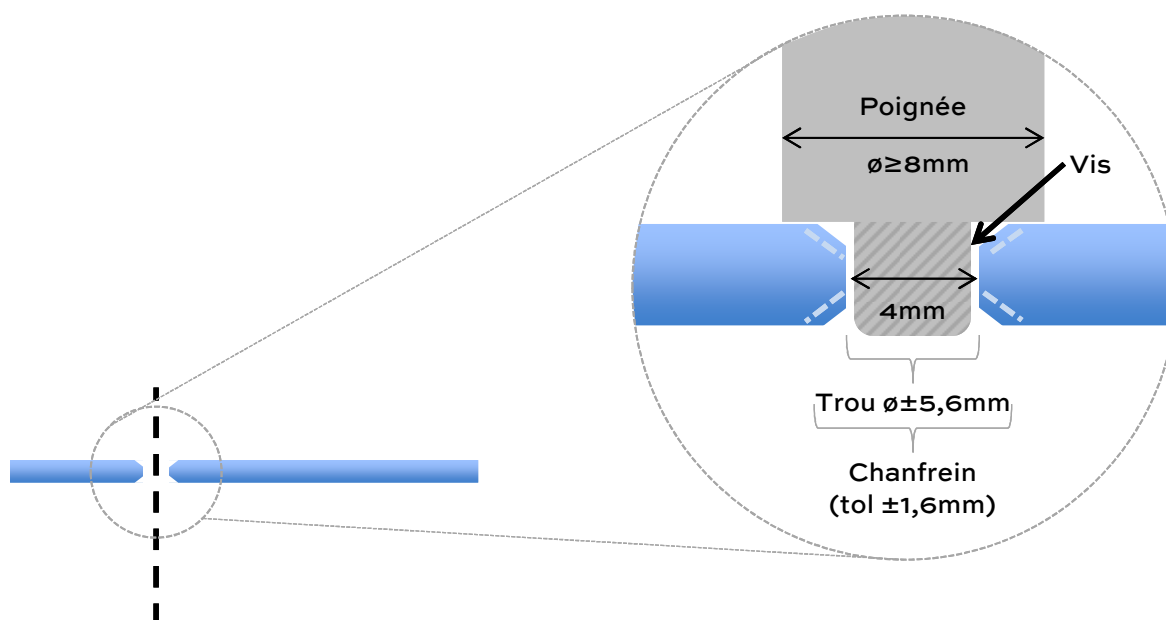 Poignée
ø≥8mm
Vis
4mm
Trou ø±5,6mm
Chanfrein
(tol ±1,6mm)